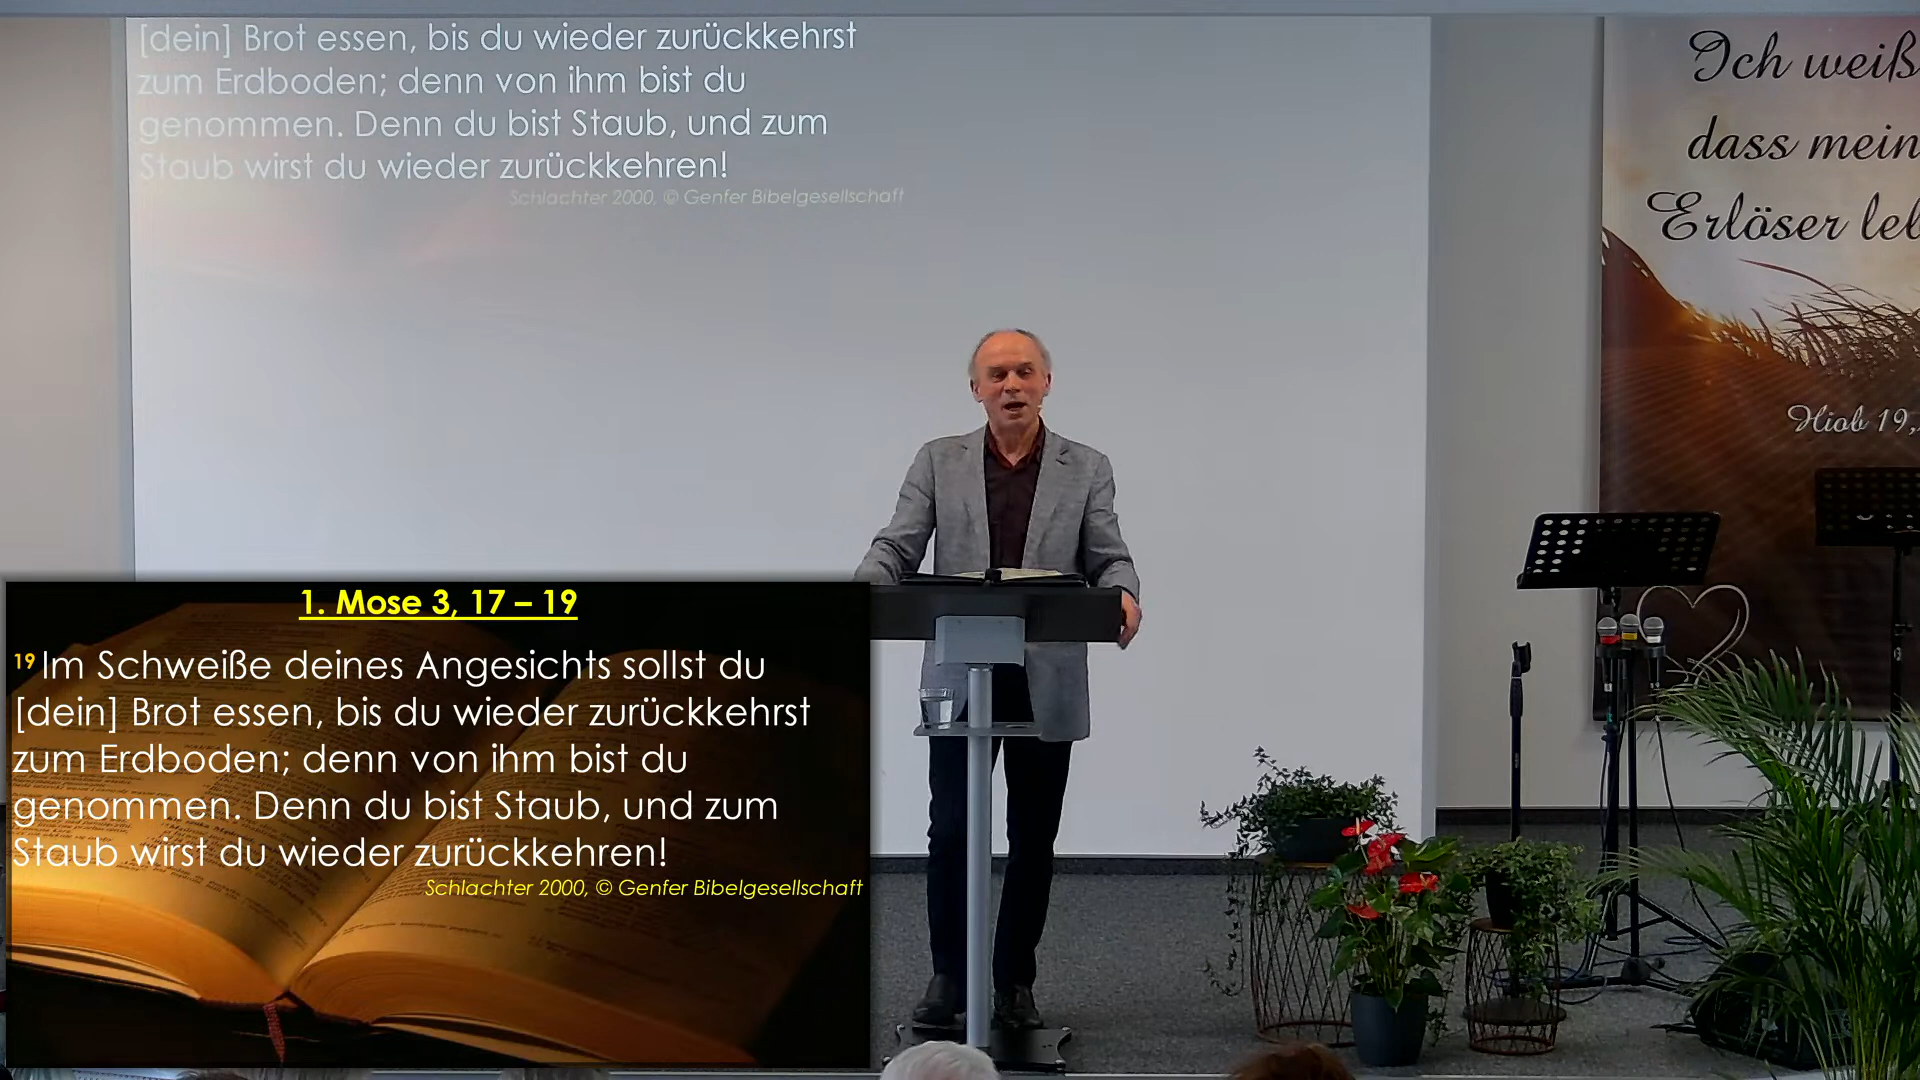 [dein] Brot essen, bis du wieder zurückkehrst
zum Erdboden; denn von ihm bist du
genommen. Denn du bist Staub, und zum
Staub wirst du wieder zurückkehren!
Schlachter 2000, © Genfer Bibelgesellschaft
Ich weiß
dass mein
Erlöser leb
Hiob 19,
1. Mose 3, 17 – 19
19 Im Schweiße deines Angesichts sollst du
[dein] Brot essen, bis du wieder zurückkehrst
zum Erdboden; denn von ihm bist du
genommen. Denn du bist Staub, und zum
Staub wirst du wieder zurückkehren!
Schlachter 2000, © Genfer Bibelgesellschaft